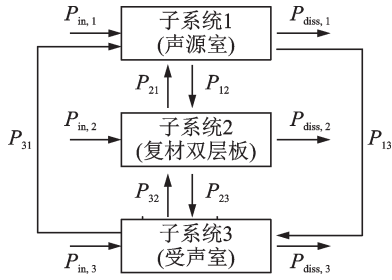 P_in, 1
子系统1
(声源室)
P_diss, 1
P_21
P_12
P_31
P_in, 2
子系统2
(复材双层板)
P_diss, 2
P_13
P_32
P_23
P_in, 3
子系统3
(受声室)
P_diss, 3